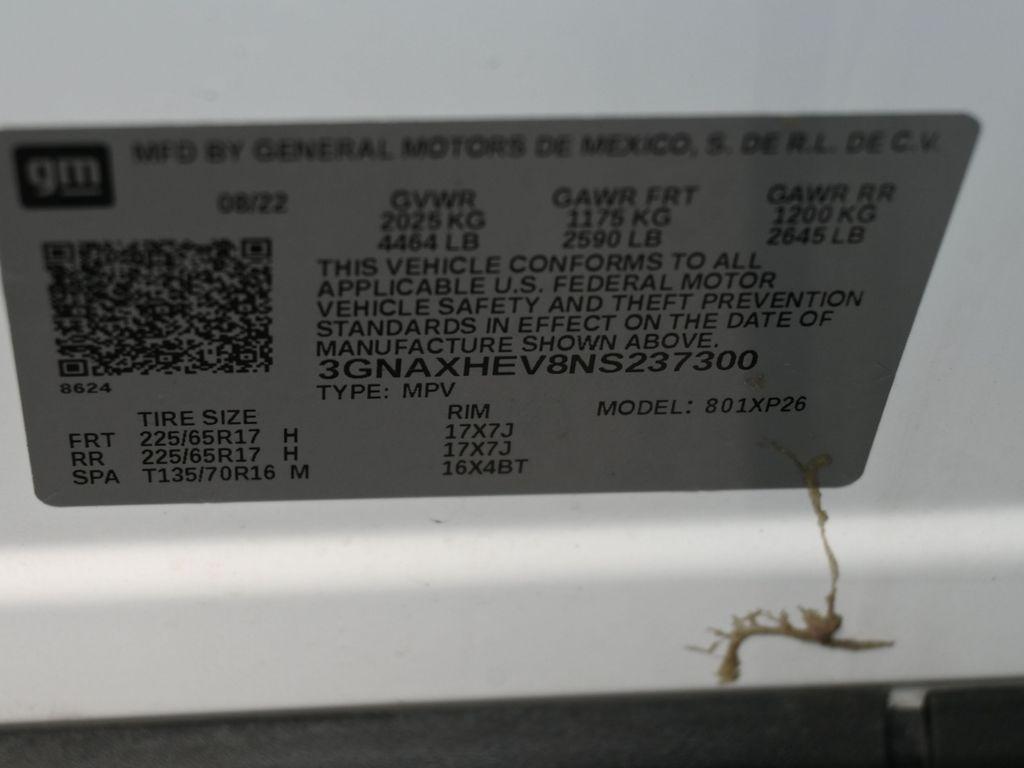 gm MFD BY GENERAL MOTORS DE MEXICO, S. DE R.L. DE C.V.
08/22 GVWR GAWR FRT GAWR RR
2025 KG 1175 KG 1200 KG
4464 LB 2590 LB 2645 LB
THIS VEHICLE CONFORMS TO ALL
APPLICABLE U.S. FEDERAL MOTOR
VEHICLE SAFETY AND THEFT PREVENTION
STANDARDS IN EFFECT ON THE DATE OF
MANUFACTURE SHOWN ABOVE.
3GNAXHEV8NS237300
8624
TYPE: MPV
TIRE SIZE RIM MODEL: 801XP26
FRT 225/65R17 H 17X7J
RR 225/65R17 H 17X7J
SPA T135/70R16 M 16X4BT